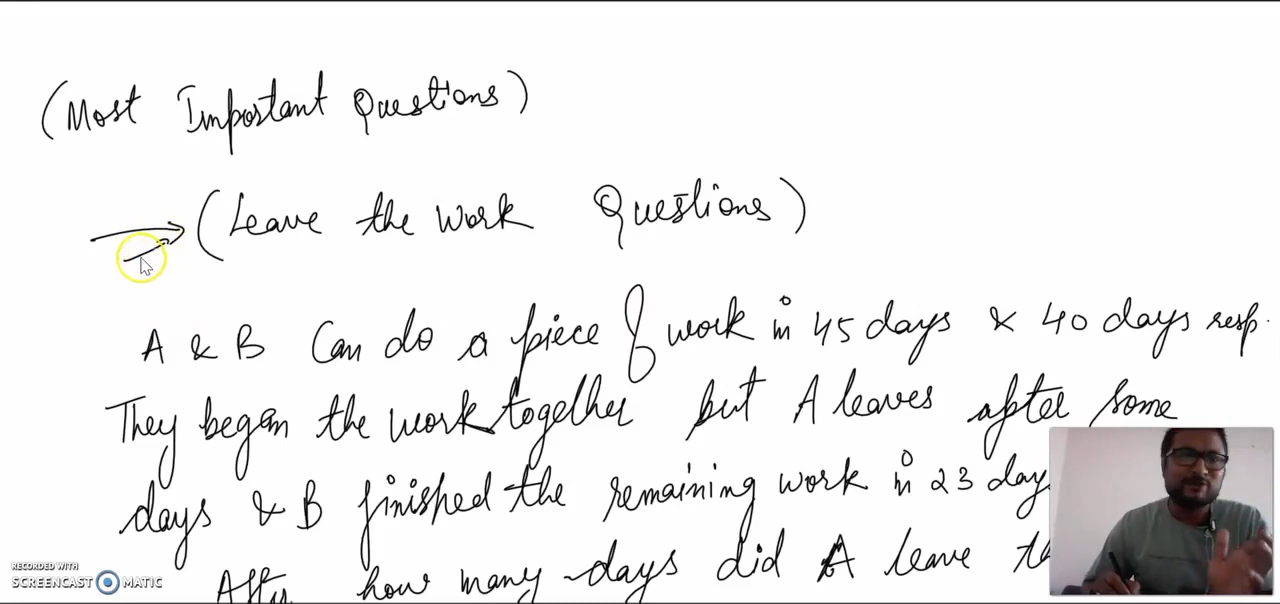 (Most Important Questions)
(Leave the Work Questions)
A & B Can do a piece of work in 45 days & 40 days resp.
They began the work together but A leaves after some
days & B finished the remaining work in 23 day
After how many days did A leave
RECORDED WITH
SCREENCAST MATIC